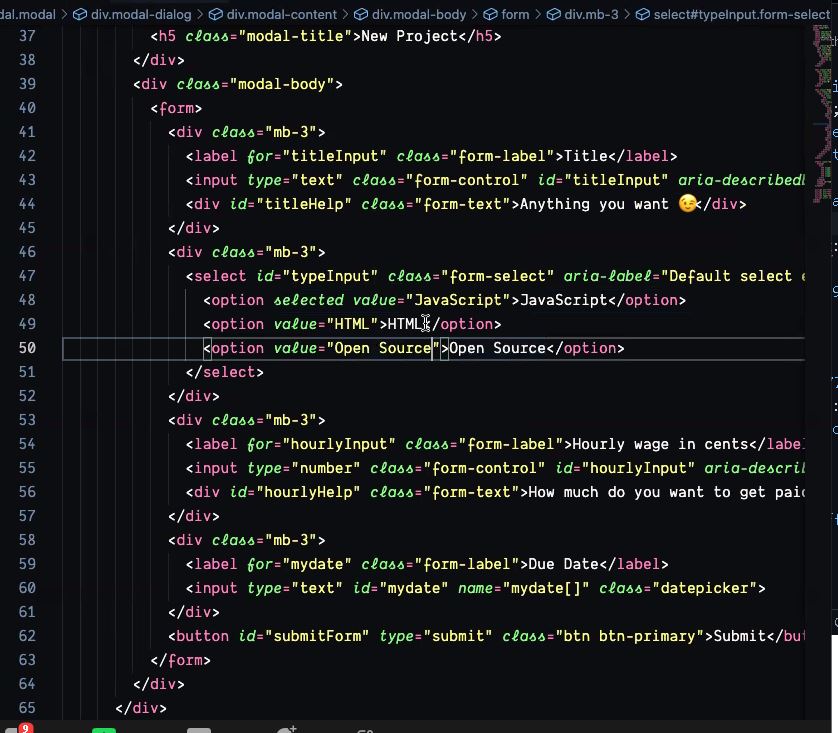 dal.modal > div.modal-dialog > div.modal-content > div.modal-body > form > div.mb-3 > select#typeInput.form-select
37 <h5 class="modal-title">New Project</h5>
38 </div>
39 <div class="modal-body">
40 <form>
41 <div class="mb-3">
42 <label for="titleInput" class="form-label">Title</label>
43 <input type="text" class="form-control" id="titleInput" aria-described
44 <div id="titleHelp" class="form-text">Anything you want 😉</div>
45 </div>
46 <div class="mb-3">
47 <select id="typeInput" class="form-select" aria-label="Default select e
48 <option selected value="JavaScript">JavaScript</option>
49 <option value="HTML">HTML</option>
50 <option value="Open Source">Open Source</option>
51 </select>
52 </div>
53 <div class="mb-3">
54 <label for="hourlyInput" class="form-label">Hourly wage in cents</label
55 <input type="number" class="form-control" id="hourlyInput" aria-describ
56 <div id="hourlyHelp" class="form-text">How much do you want to get paid
57 </div>
58 <div class="mb-3">
59 <label for="mydate" class="form-label">Due Date</label>
60 <input type="text" id="mydate" name="mydate[]" class="datepicker">
61 </div>
62 <button id="submitForm" type="submit" class="btn btn-primary">Submit</but
63 </form>
64 </div>
65 </div>
9